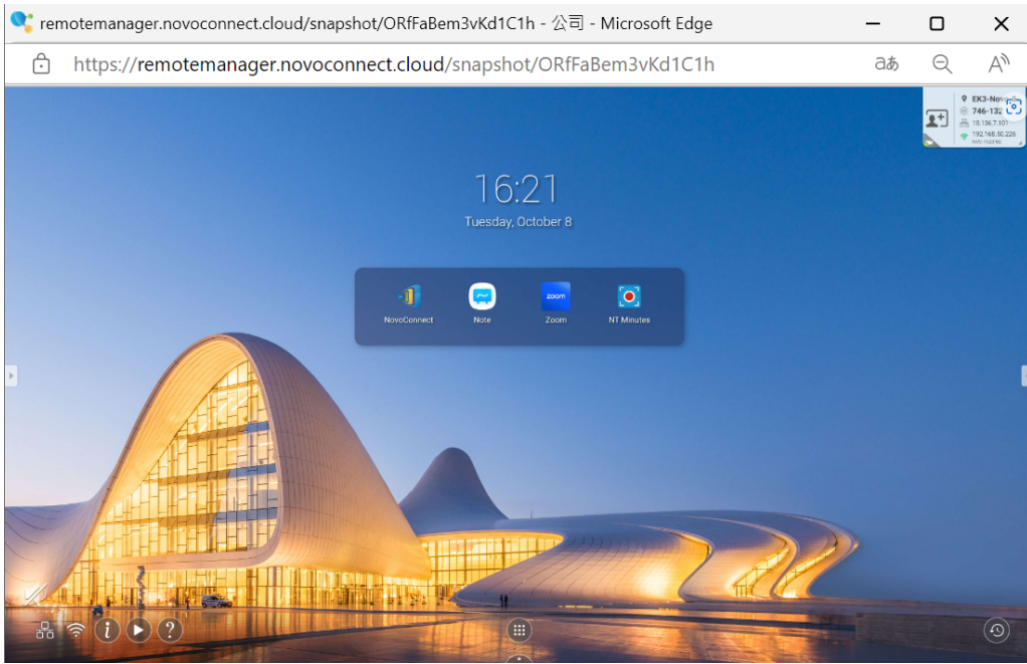 remotemanager.novoconnect.cloud/snapshot/ORfFaBem3vKd1C1h - 公司 - Microsoft Edge
https://remotemanager.novoconnect.cloud/snapshot/ORfFaBem3vKd1C1h
aあ
A
EK3-Novo
746-132
10.136.7.101
192.168.50.226
16:21
Tuesday, October 8
zoom
NovoConnect
Note
Zoom
NT Minutes
i
?